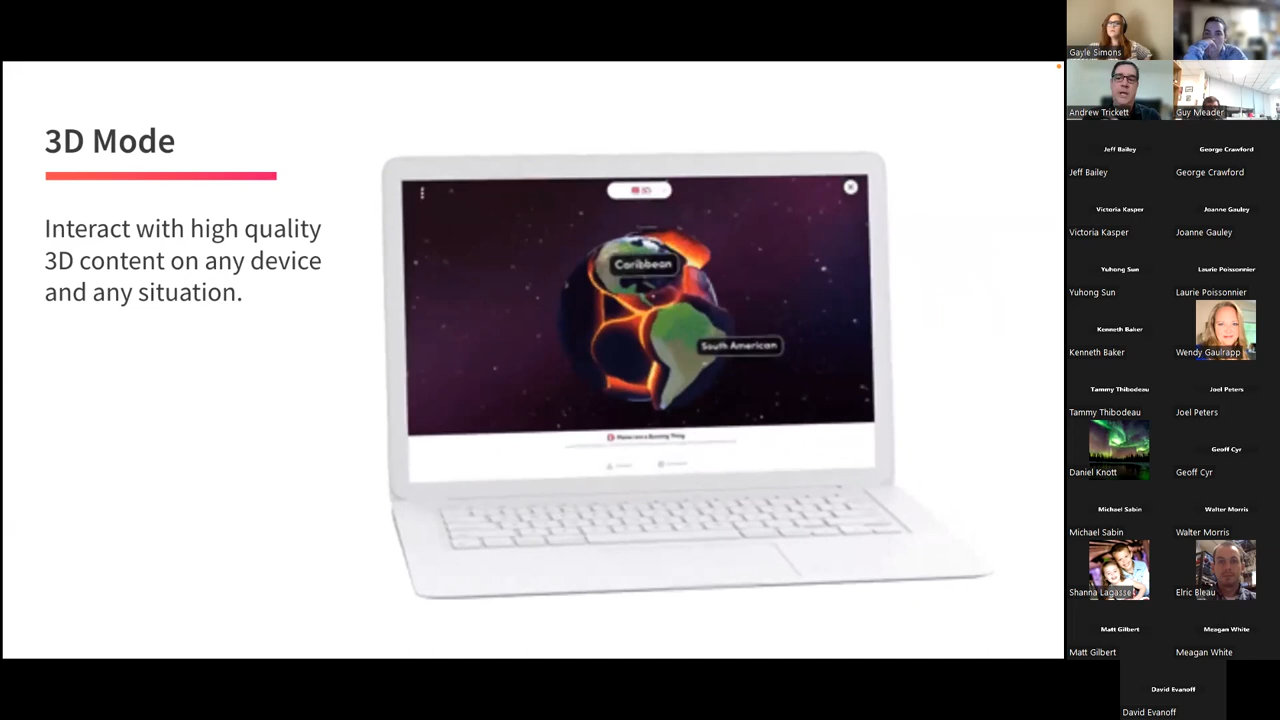 3D Mode
Interact with high quality
3D content on any device
and any situation.
3D
Caribbean
South American
Gayle Simons
Andrew Trickett
Guy Meader
Jeff Bailey
George Crawford
Jeff Bailey
George Crawford
Victoria Kasper
Joanne Gauley
Victoria Kasper
Joanne Gauley
Yuhong Sun
Laurie Poissonnier
Yuhong Sun
Laurie Poissonnier
Kenneth Baker
Kenneth Baker
Wendy Gaulrapp
Tammy Thibodeau
Joel Peters
Tammy Thibodeau
Joel Peters
Geoff Cyr
Daniel Knott
Geoff Cyr
Michael Sabin
Walter Morris
Michael Sabin
Walter Morris
Shanna Lagasse
Elric Bleau
Matt Gilbert
Meagan White
Matt Gilbert
Meagan White
David Evanoff
David Evanoff